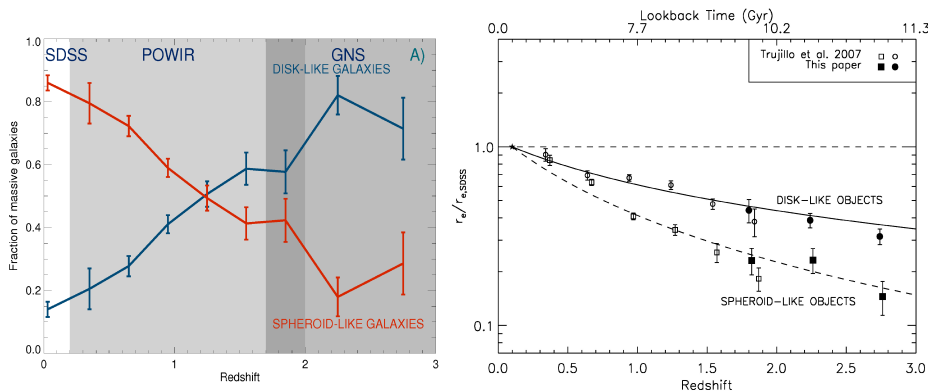 SDSS POWIR GNS A)
DISK-LIKE GALAXIES
SPHEROID-LIKE GALAXIES
Fraction of massive galaxies
1.0
0.8
0.6
0.4
0.2
0.0
0 1 2 3
Redshift
Lookback Time (Gyr)
0.0 7.7 10.2 11.3
Trujillo et al. 2007
This paper
1.0
0.1
r_e/r_e,SDSS
DISK-LIKE OBJECTS
SPHEROID-LIKE OBJECTS
0.0 0.5 1.0 1.5 2.0 2.5 3.0
Redshift